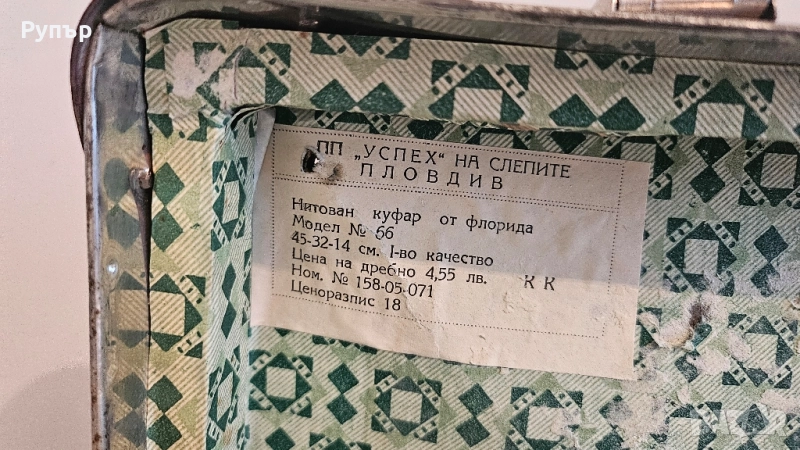 Рупър
ПП „УСПЕХ“ НА СЛЕПИТЕ
ПЛОВДИВ
Нитован куфар от флорида
Модел № 66
45-32-14 см. I-во качество
Цена на дребно 4,55 лв. К К
Ном. № 158-05-071
Ценоразпис 18